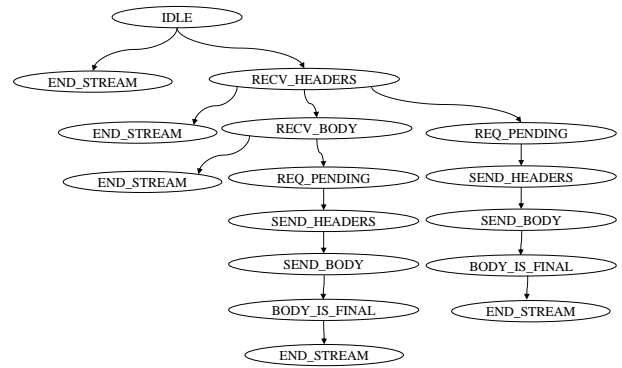 IDLE
END_STREAM
RECV_HEADERS
END_STREAM
RECV_BODY
REQ_PENDING
END_STREAM
REQ_PENDING
SEND_HEADERS
SEND_HEADERS
SEND_BODY
SEND_BODY
BODY_IS_FINAL
BODY_IS_FINAL
END_STREAM
END_STREAM